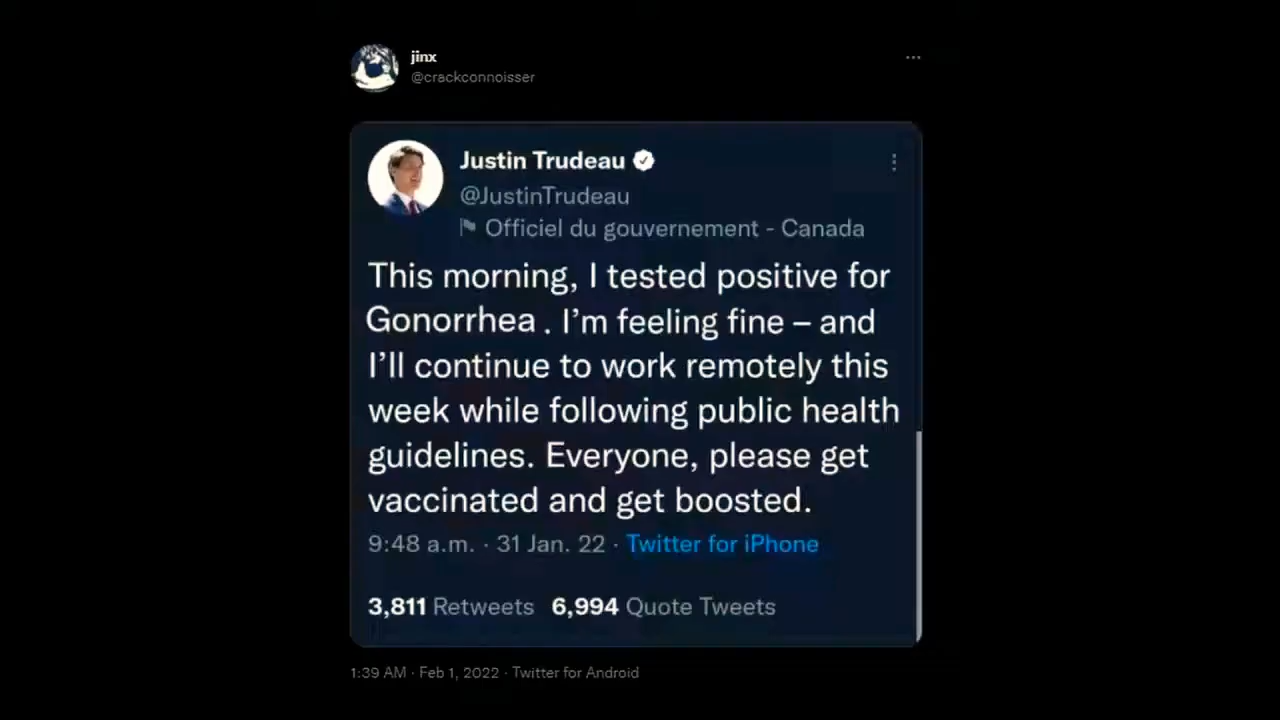 jinx
@crackconnoisser
Justin Trudeau
@JustinTrudeau
Officiel du gouvernement - Canada
This morning, I tested positive for
Gonorrhea . I'm feeling fine – and
I'll continue to work remotely this
week while following public health
guidelines. Everyone, please get
vaccinated and get boosted.
9:48 a.m. · 31 Jan. 22 · Twitter for iPhone
3,811 Retweets 6,994 Quote Tweets
1:39 AM · Feb 1, 2022 · Twitter for Android